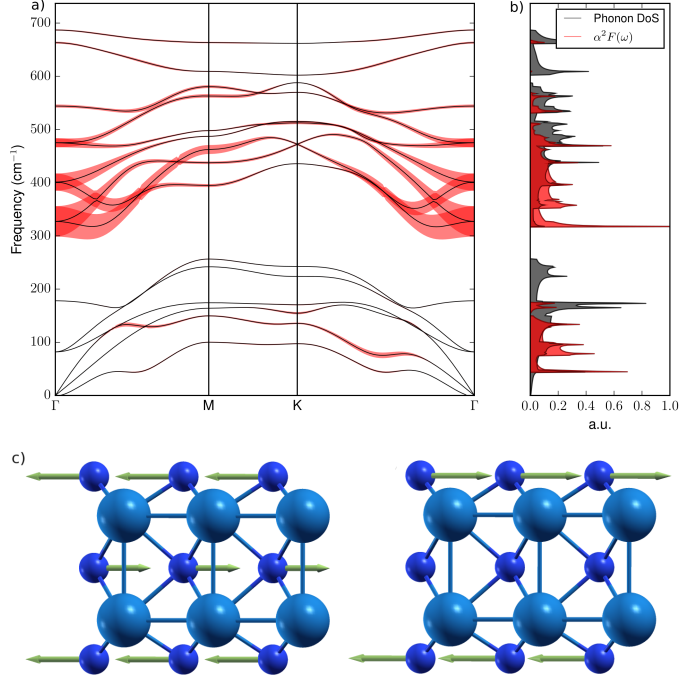 a)
b)
700
600
500
400
300
200
100
0
Frequency (cm⁻¹)
Γ
M
K
Γ
Phonon DoS
α²F(ω)
0.0 0.2 0.4 0.6 0.8 1.0
a.u.
c)